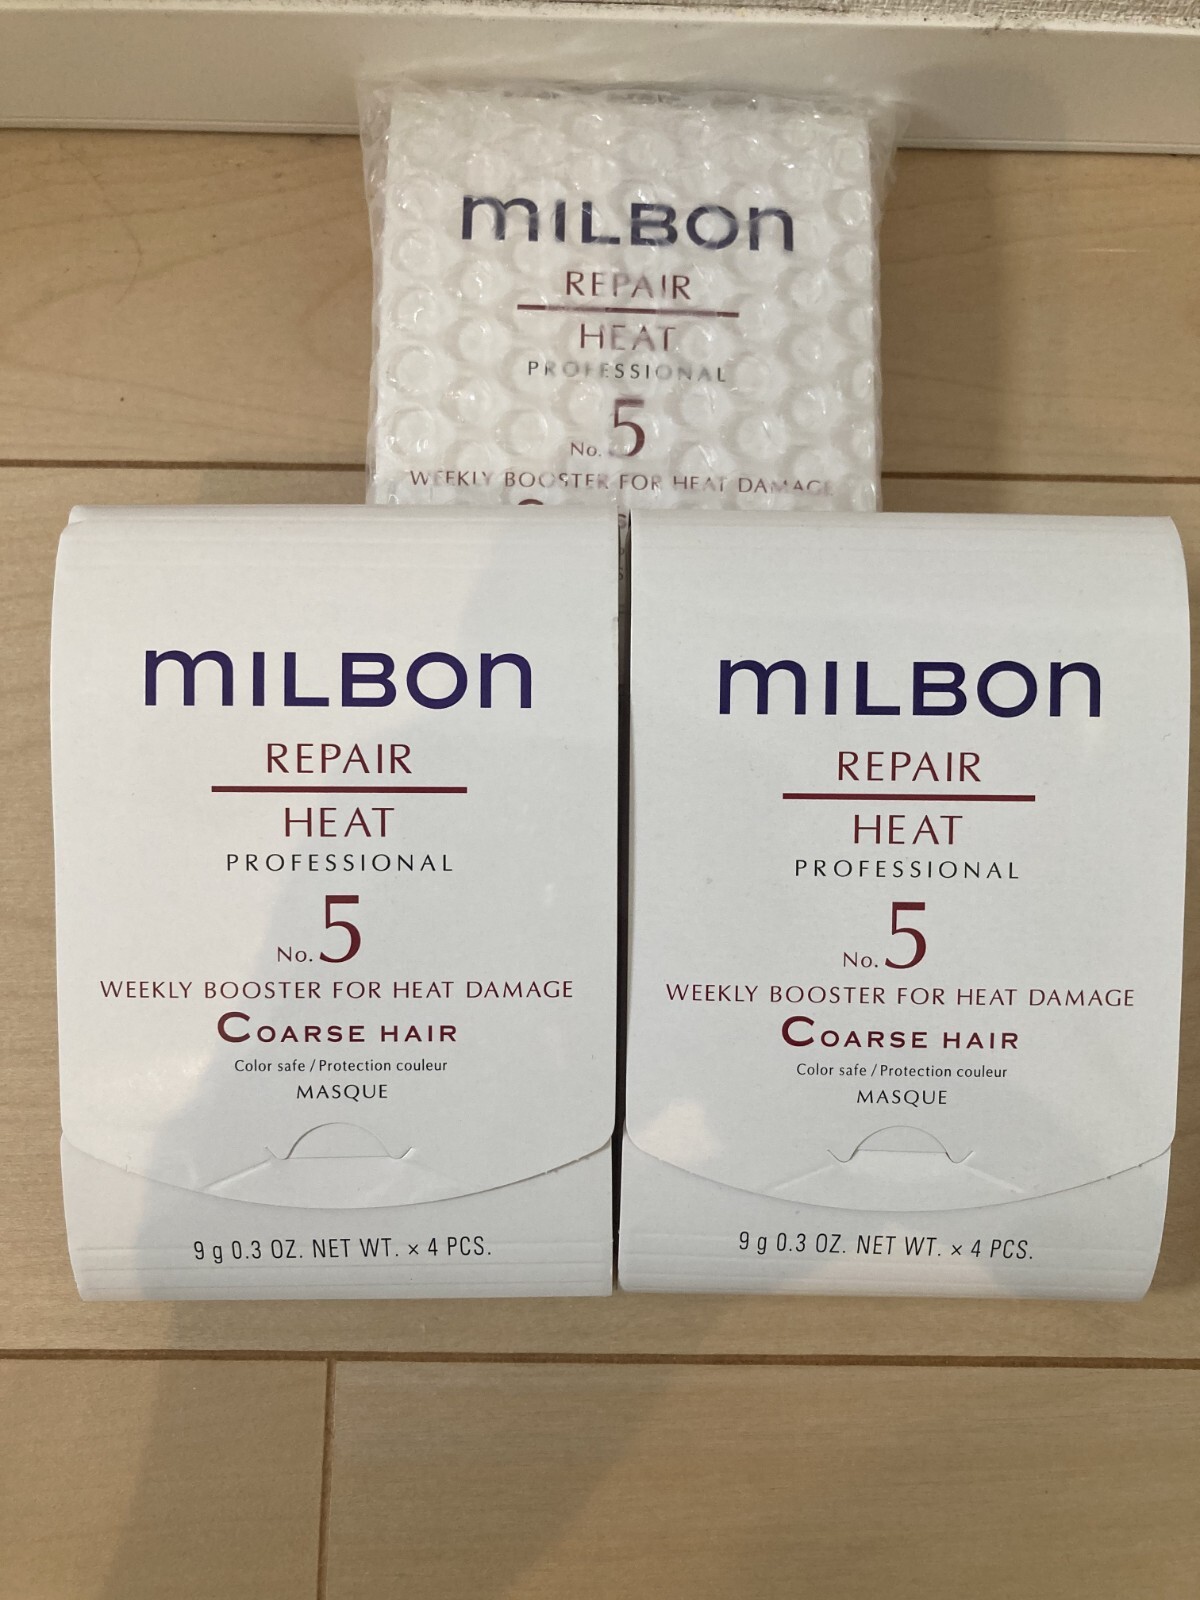 MILBON
REPAIR
HEAT
PROFESSIONAL
No. 5
WEEKLY BOOSTER FOR HEAT DAMAGE
MILBON
REPAIR
HEAT
PROFESSIONAL
No. 5
WEEKLY BOOSTER FOR HEAT DAMAGE
COARSE HAIR
Color safe / Protection couleur
MASQUE
9 g 0.3 OZ. NET WT. × 4 PCS.
MILBON
REPAIR
HEAT
PROFESSIONAL
No. 5
WEEKLY BOOSTER FOR HEAT DAMAGE
COARSE HAIR
Color safe / Protection couleur
MASQUE
9 g 0.3 OZ. NET WT. × 4 PCS.